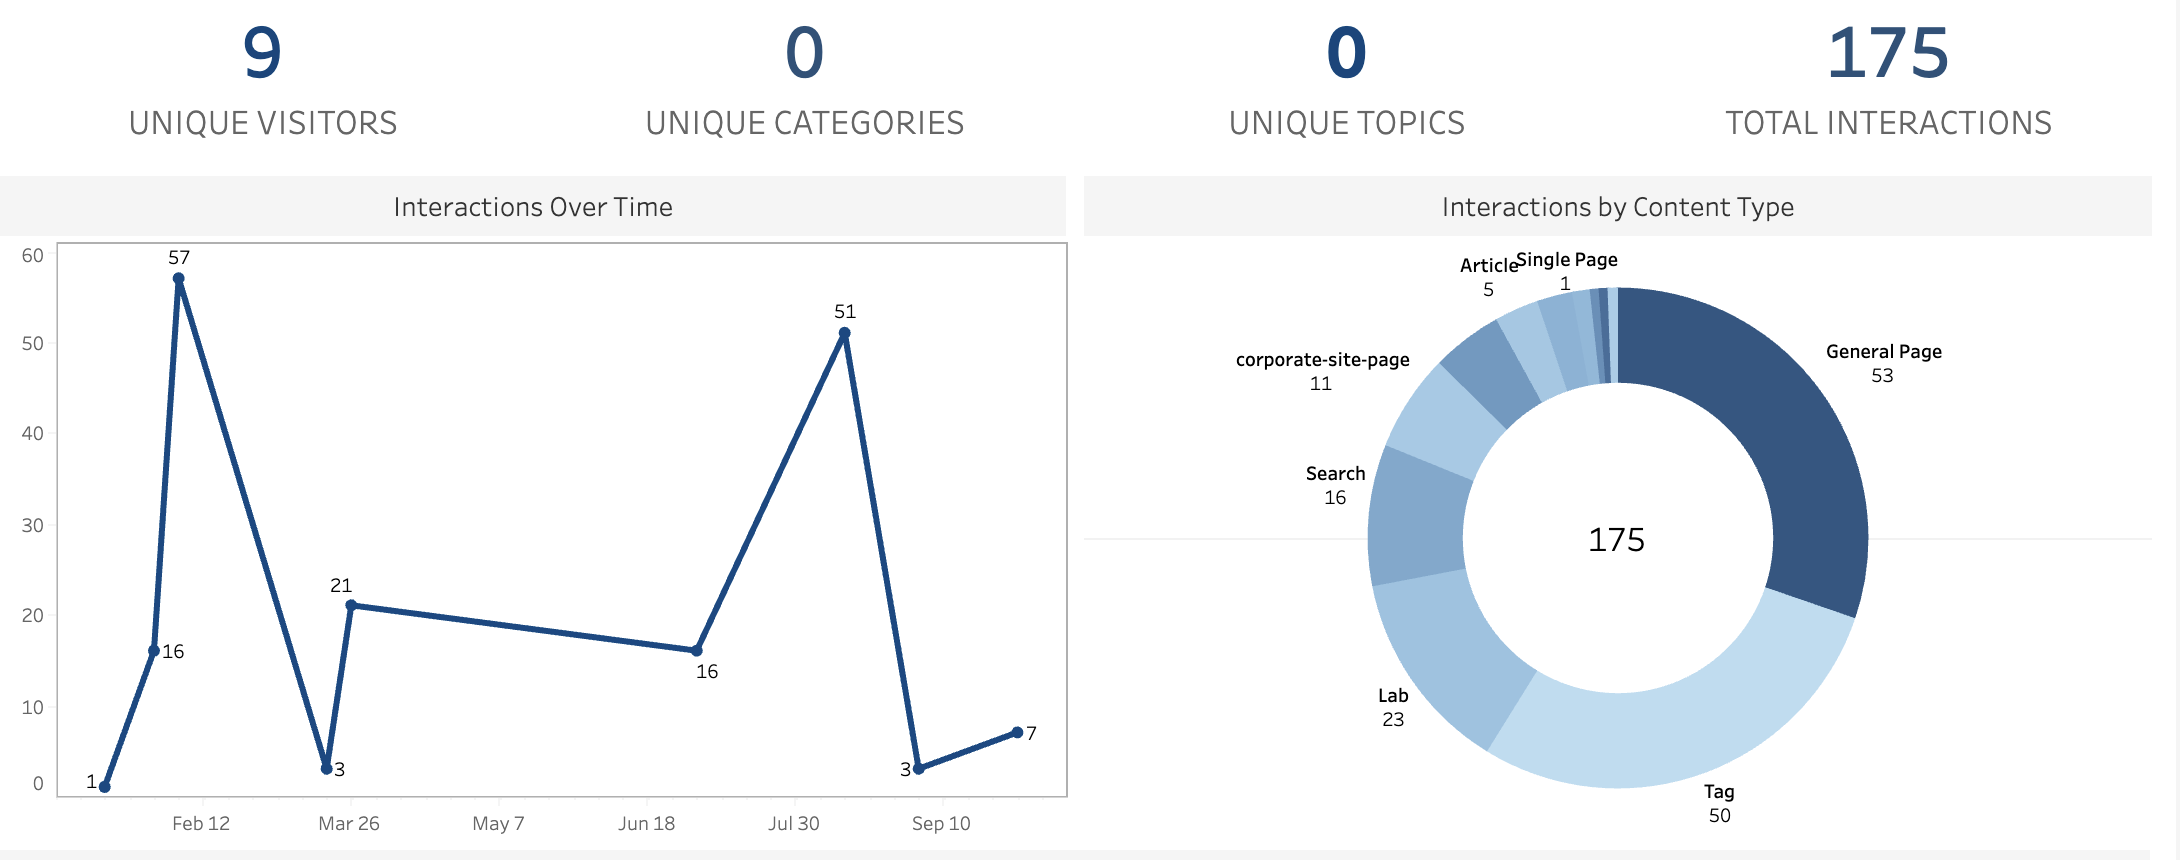 9
UNIQUE VISITORS
0
UNIQUE CATEGORIES
0
UNIQUE TOPICS
175
TOTAL INTERACTIONS
Interactions Over Time
60
50
40
30
20
10
0
1
16
57
3
21
16
51
3
7
Feb 12
Mar 26
May 7
Jun 18
Jul 30
Sep 10
Interactions by Content Type
Article
5
Single Page
1
General Page
53
corporate-site-page
11
Search
16
175
Lab
23
Tag
50